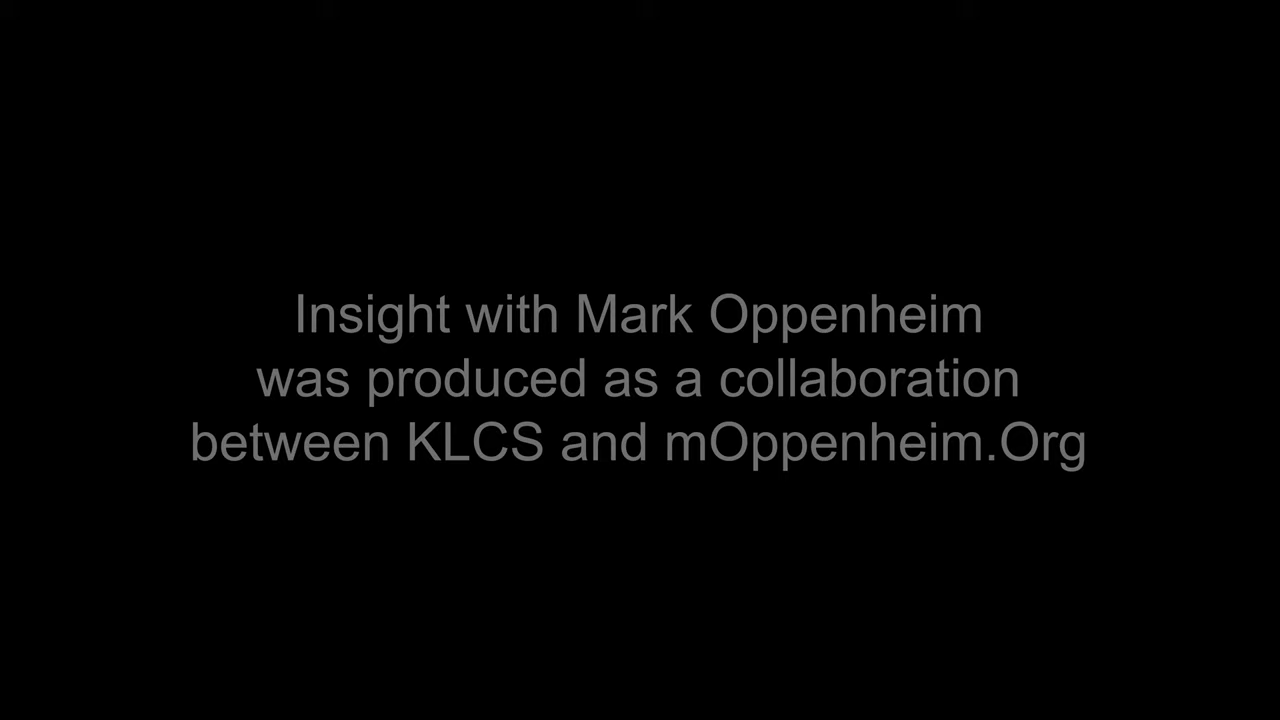 Insight with Mark Oppenheim
was produced as a collaboration
between KLCS and mOppenheim.Org